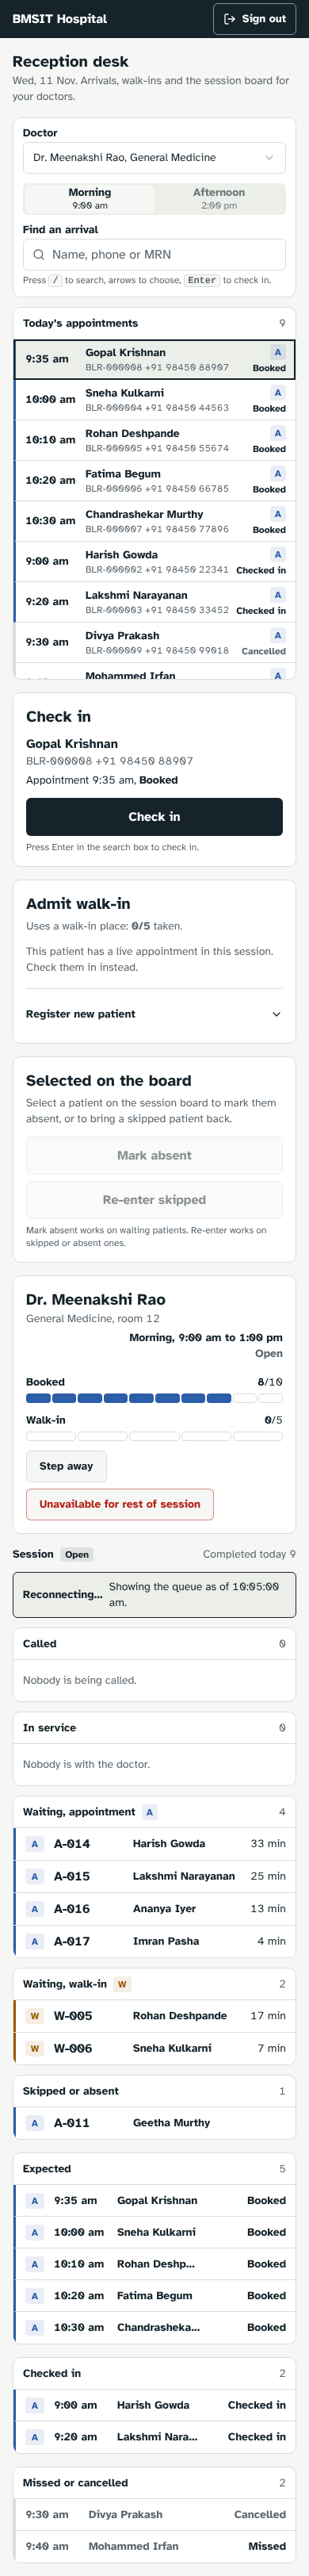 BMSIT Hospital
Sign out
Reception desk
Wed, 11 Nov. Arrivals, walk-ins and the session board for
your doctors.
Doctor
Dr. Meenakshi Rao, General Medicine
Morning
9:00 am
Afternoon
2:00 pm
Find an arrival
Name, phone or MRN
Press / to search, arrows to choose, Enter to check in.
Today's appointments 9
9:35 am Gopal Krishnan A
BLR-000008 +91 98450 88907 Booked
10:00 am Sneha Kulkarni A
BLR-000004 +91 98450 44563 Booked
10:10 am Rohan Deshpande A
BLR-000005 +91 98450 55674 Booked
10:20 am Fatima Begum A
BLR-000006 +91 98450 66785 Booked
10:30 am Chandrashekar Murthy A
BLR-000007 +91 98450 77896 Booked
9:00 am Harish Gowda A
BLR-000002 +91 98450 22341 Checked in
9:20 am Lakshmi Narayanan A
BLR-000003 +91 98450 33452 Checked in
9:30 am Divya Prakash A
BLR-000009 +91 98450 99018 Cancelled
Mohammed Irfan A
Check in
Gopal Krishnan
BLR-000008 +91 98450 88907
Appointment 9:35 am, Booked
Check in
Press Enter in the search box to check in.
Admit walk-in
Uses a walk-in place: 0/5 taken.
This patient has a live appointment in this session.
Check them in instead.
Register new patient
Selected on the board
Select a patient on the session board to mark them
absent, or to bring a skipped patient back.
Mark absent
Re-enter skipped
Mark absent works on waiting patients. Re-enter works on
skipped or absent ones.
Dr. Meenakshi Rao
General Medicine, room 12
Morning, 9:00 am to 1:00 pm
Open
Booked 8/10
Walk-in 0/5
Step away
Unavailable for rest of session
Session Open Completed today 9
Reconnecting... Showing the queue as of 10:05:00
am.
Called 0
Nobody is being called.
In service 0
Nobody is with the doctor.
Waiting, appointment A 4
A A-014 Harish Gowda 33 min
A A-015 Lakshmi Narayanan 25 min
A A-016 Ananya Iyer 13 min
A A-017 Imran Pasha 4 min
Waiting, walk-in W 2
W W-005 Rohan Deshpande 17 min
W W-006 Sneha Kulkarni 7 min
Skipped or absent 1
A A-011 Geetha Murthy
Expected 5
A 9:35 am Gopal Krishnan Booked
A 10:00 am Sneha Kulkarni Booked
A 10:10 am Rohan Deshp... Booked
A 10:20 am Fatima Begum Booked
A 10:30 am Chandrasheka... Booked
Checked in 2
A 9:00 am Harish Gowda Checked in
A 9:20 am Lakshmi Nara... Checked in
Missed or cancelled 2
9:30 am Divya Prakash Cancelled
9:40 am Mohammed Irfan Missed